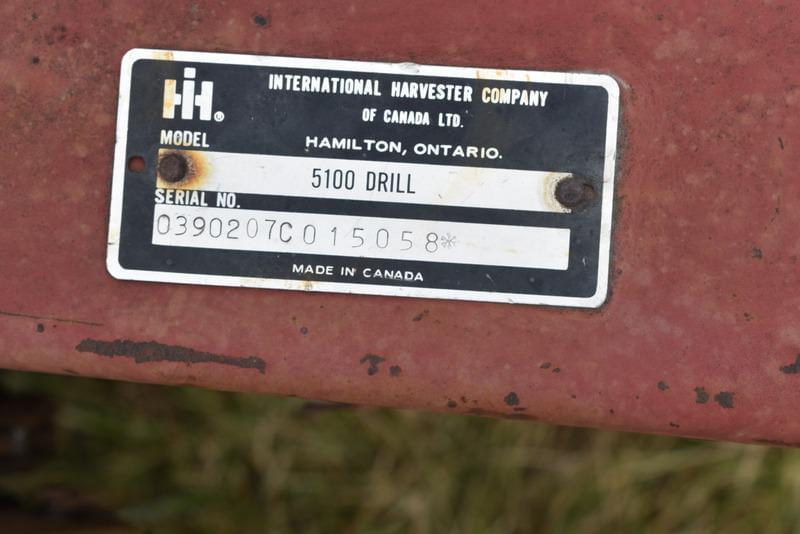 IH®
INTERNATIONAL HARVESTER COMPANY
OF CANADA LTD.
HAMILTON, ONTARIO.
MODEL
5100 DRILL
SERIAL NO.
0390207C015058*
MADE IN CANADA